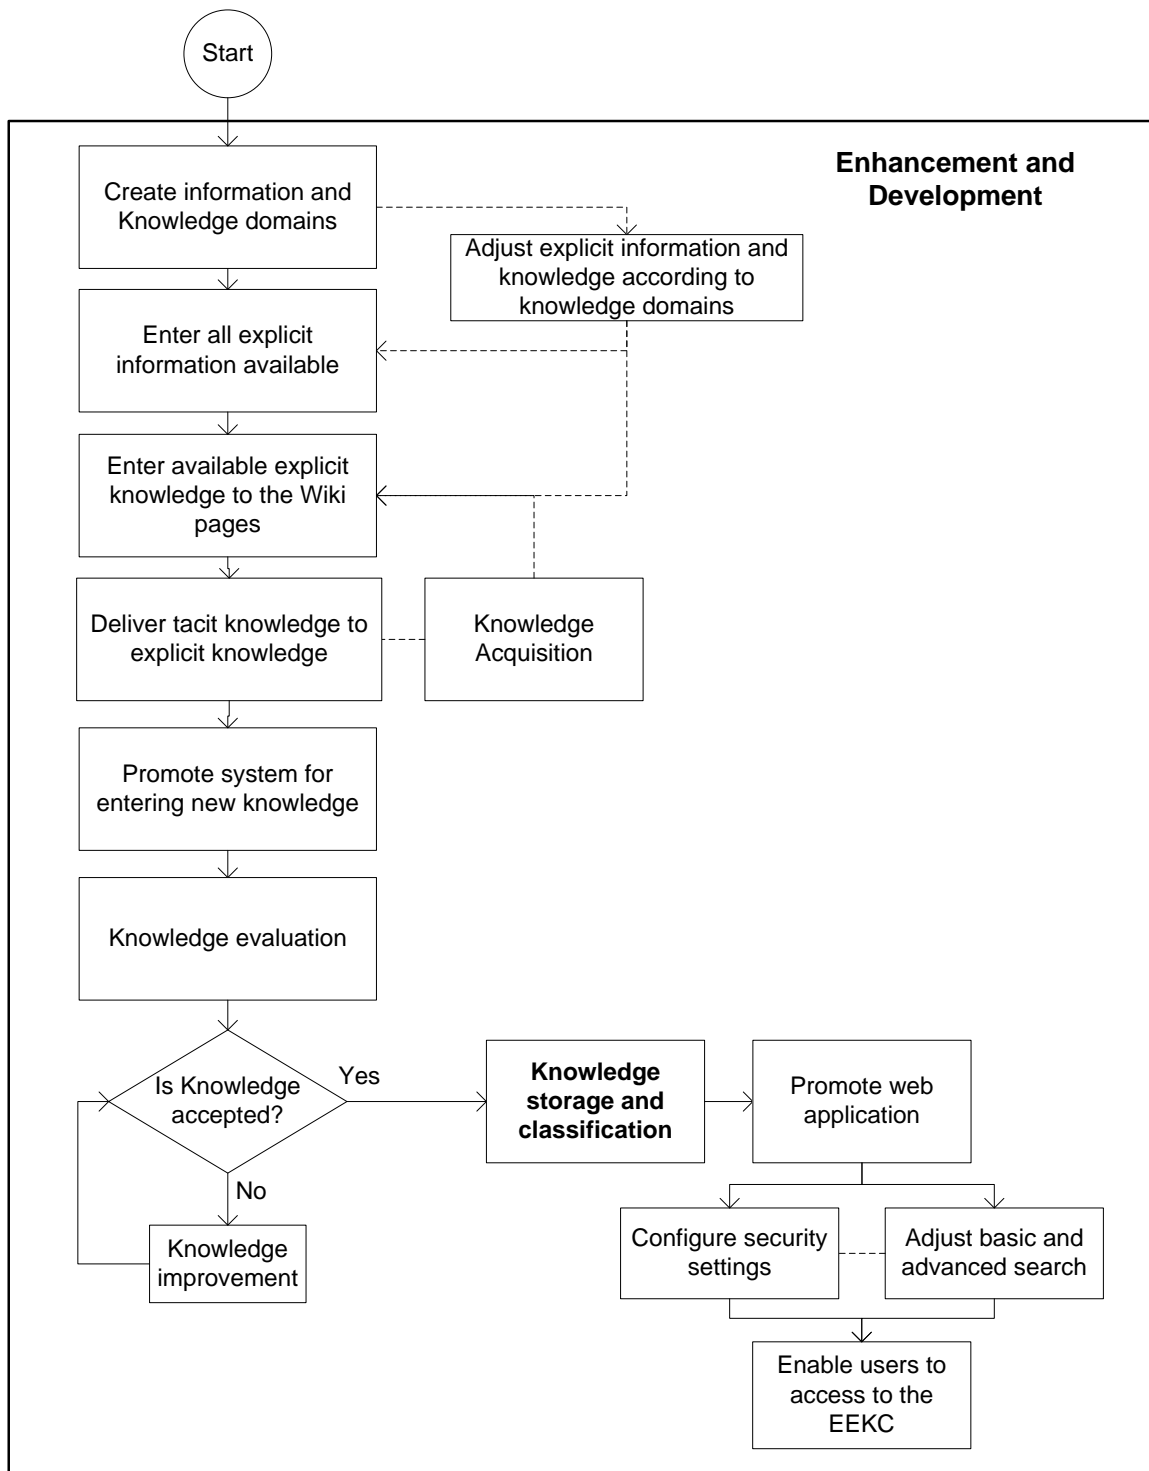 Start
Enhancement and
Development
Create information and
Knowledge domains
Adjust explicit information and
knowledge according to
knowledge domains
Enter all explicit
information available
Enter available explicit
knowledge to the Wiki
pages
Deliver tacit knowledge to
explicit knowledge
Knowledge
Acquisition
Promote system for
entering new knowledge
Knowledge evaluation
Is Knowledge
accepted?
Yes
Knowledge
storage and
classification
Promote web
application
No
Knowledge
improvement
Configure security
settings
Adjust basic and
advanced search
Enable users to
access to the
EEKC